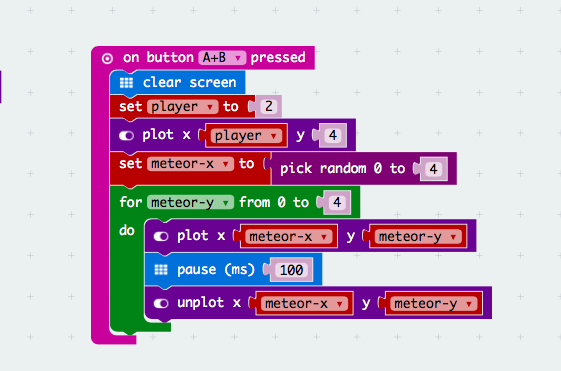 on button A+B pressed
clear screen
set player to 2
plot x player y 4
set meteor-x to pick random 0 to 4
for meteor-y from 0 to 4
do plot x meteor-x y meteor-y
pause (ms) 100
unplot x meteor-x y meteor-y